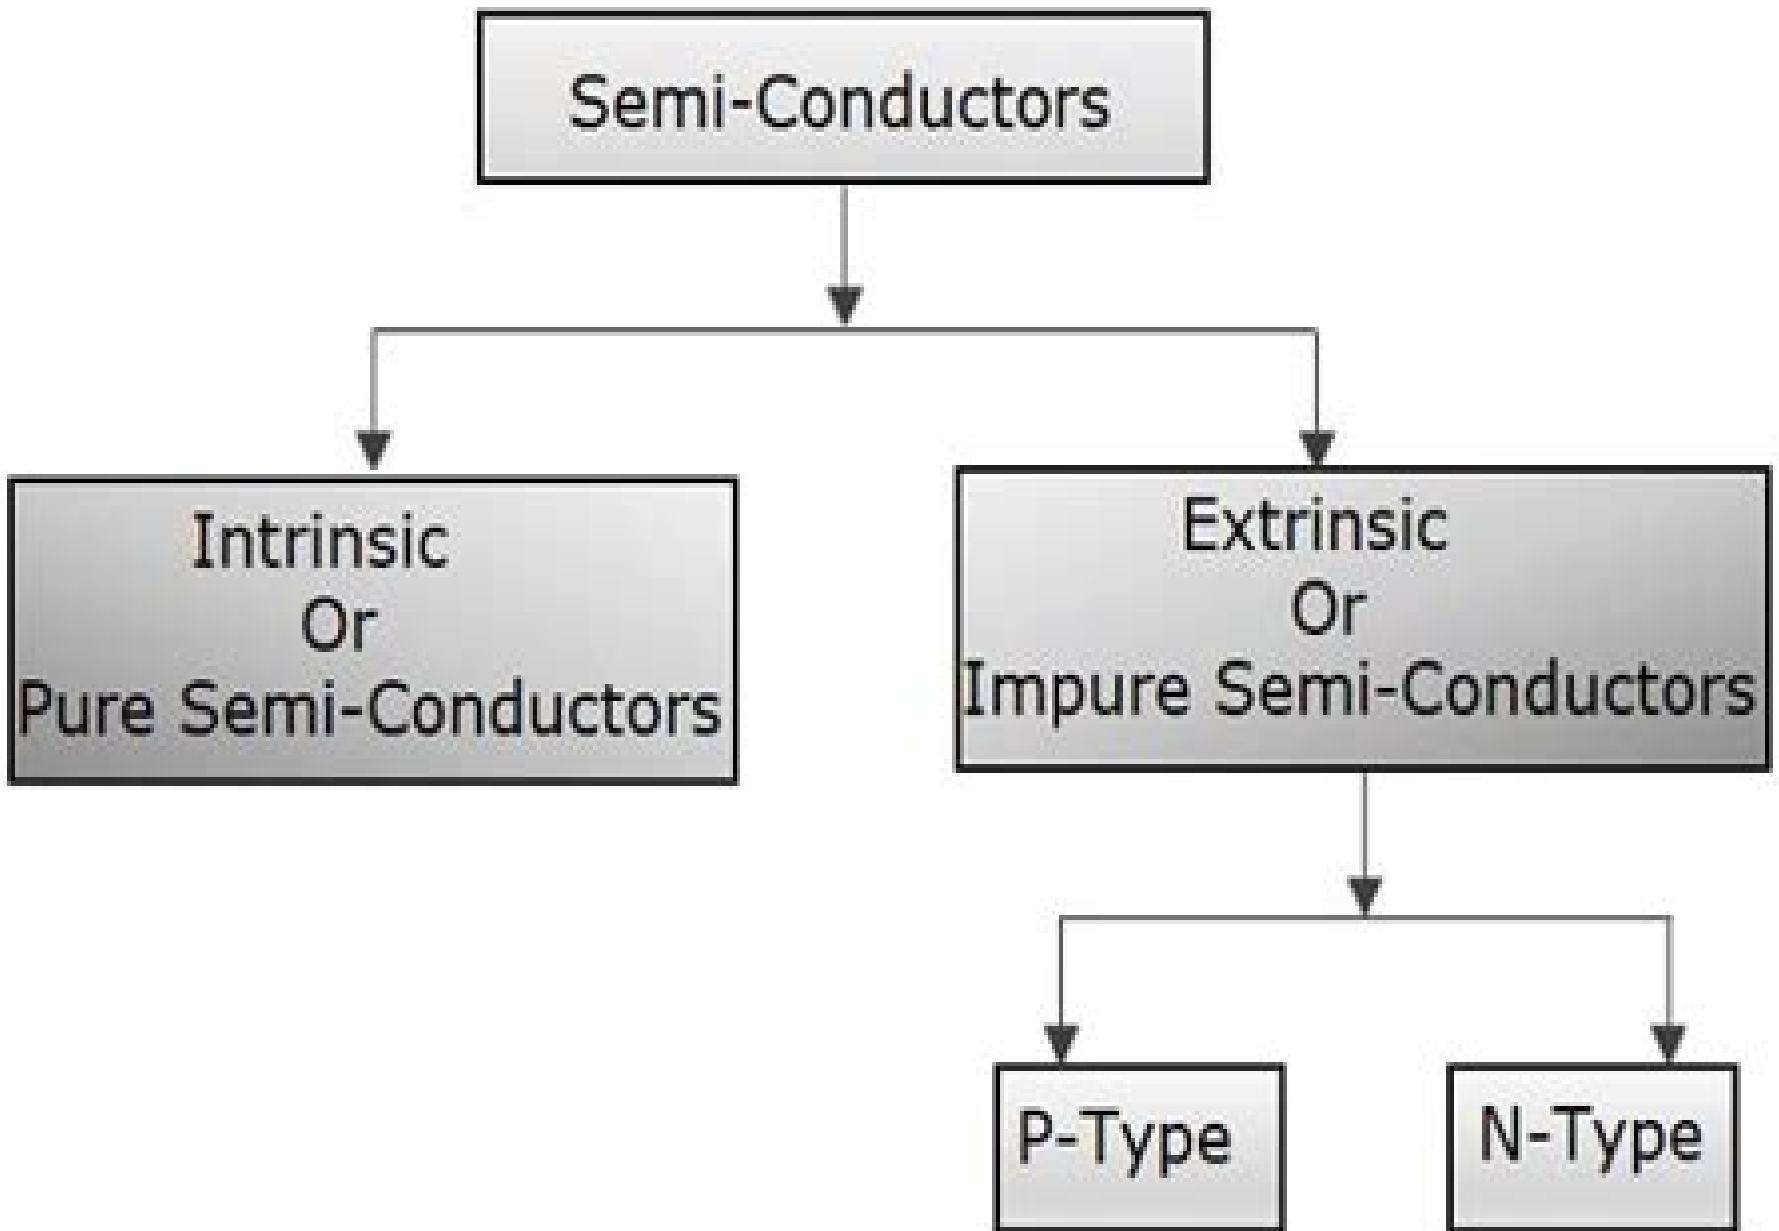 Semi-Conductors
Intrinsic
Or
Pure Semi-Conductors
Extrinsic
Or
Impure Semi-Conductors
P-Type
N-Type